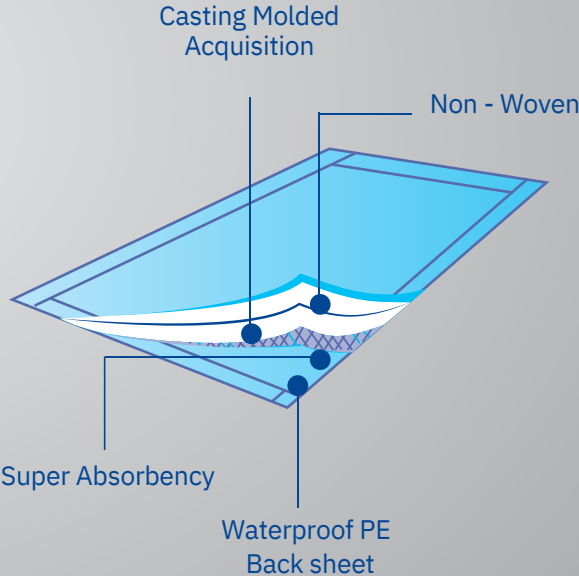 Casting Molded
Acquisition
Non - Woven
Super Absorbency
Waterproof PE
Back sheet